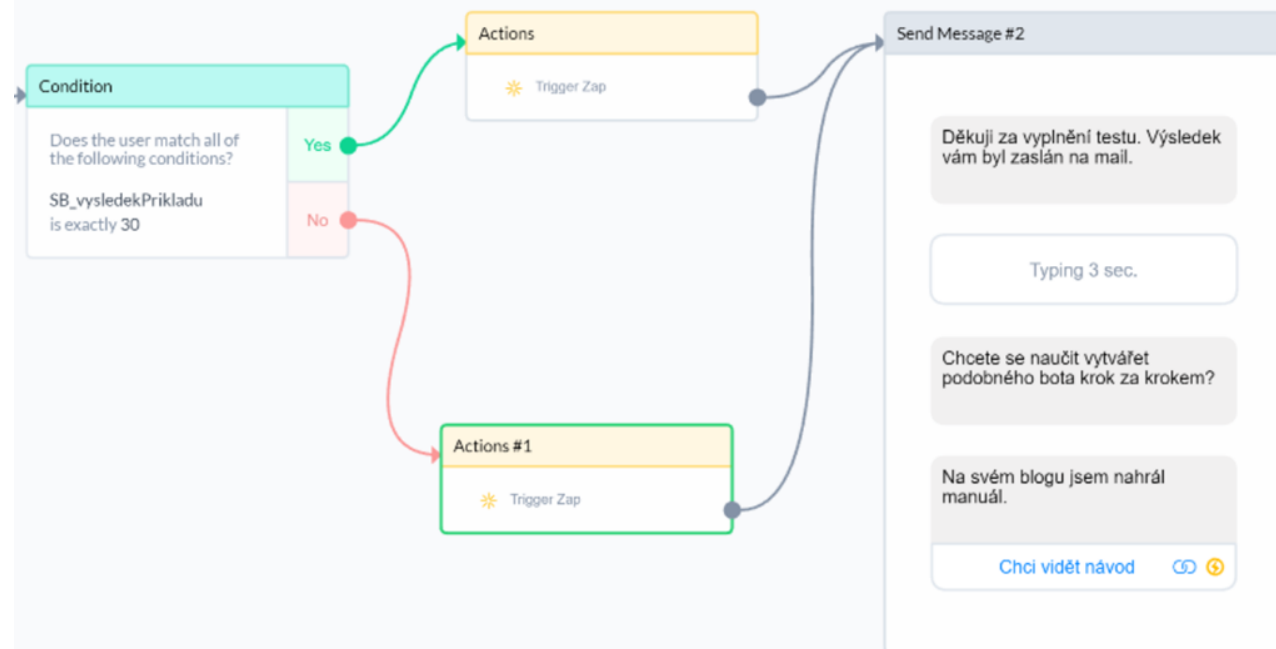 Condition
Does the user match all of
the following conditions?
SB_vysledekPrikladu
is exactly 30
Yes
No
Actions
Trigger Zap
Actions #1
Trigger Zap
Send Message #2
Děkuji za vyplnění testu. Výsledek
vám byl zaslán na mail.
Typing 3 sec.
Chcete se naučit vytvářet
podobného bota krok za krokem?
Na svém blogu jsem nahrál
manuál.
Chci vidět návod